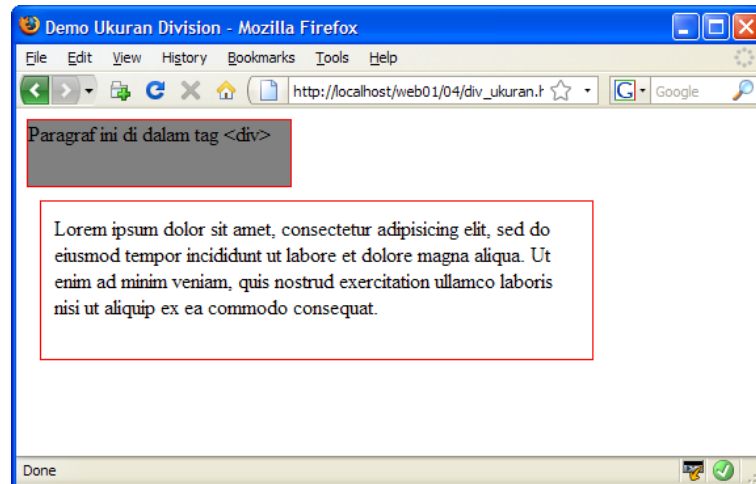 Demo Ukuran Division - Mozilla Firefox
File Edit View History Bookmarks Tools Help
http://localhost/web01/04/div_ukuran.h G Google
Paragraf ini di dalam tag <div>
Lorem ipsum dolor sit amet, consectetur adipisicing elit, sed do
eiusmod tempor incididunt ut labore et dolore magna aliqua. Ut
enim ad minim veniam, quis nostrud exercitation ullamco laboris
nisi ut aliquip ex ea commodo consequat.
Done